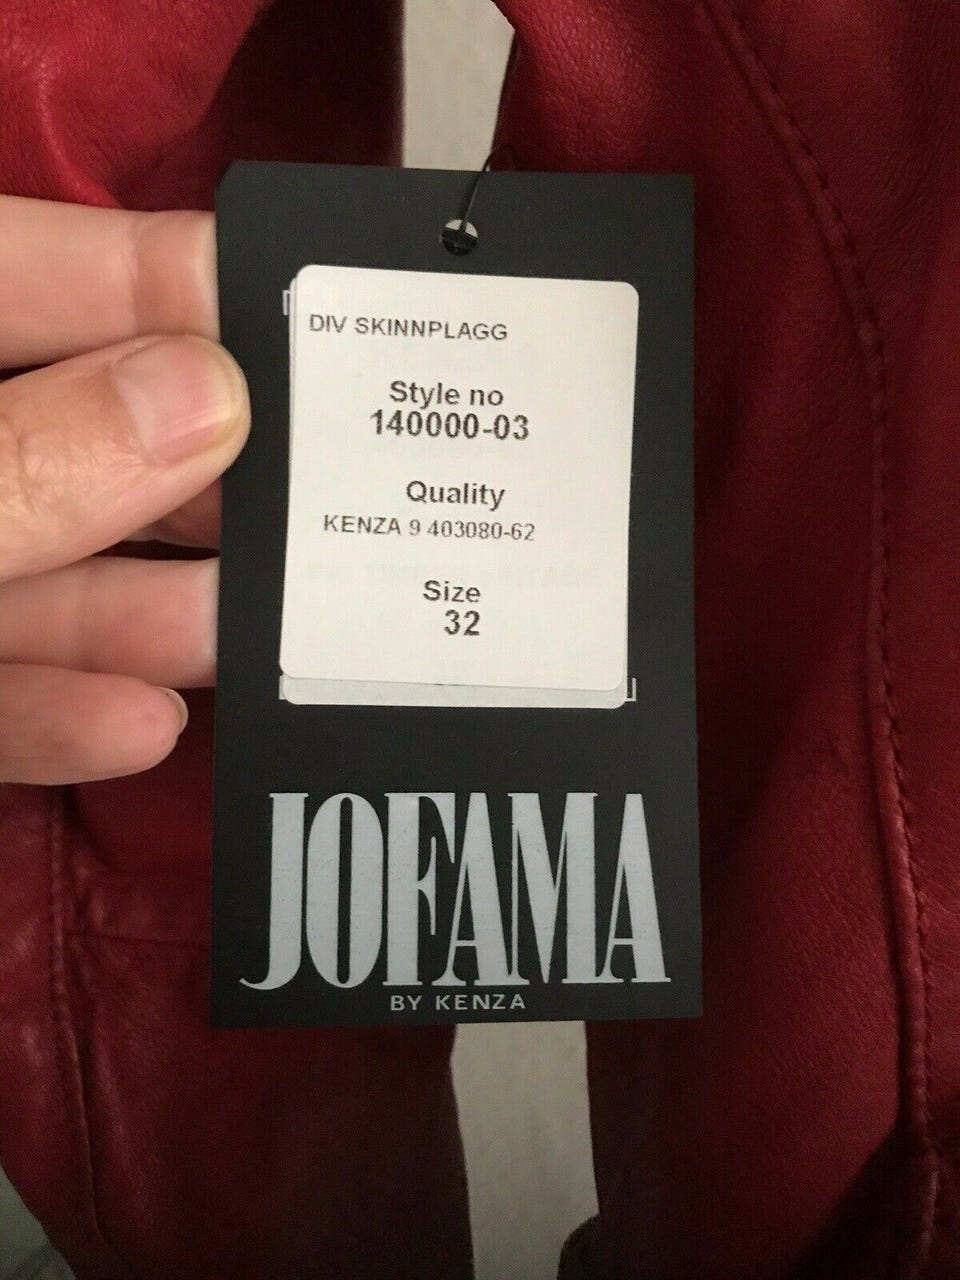 DIV SKINNPLAGG
Style no
140000-03
Quality
KENZA 9 403080-62
Size
32
JOFAMA
BY KENZA